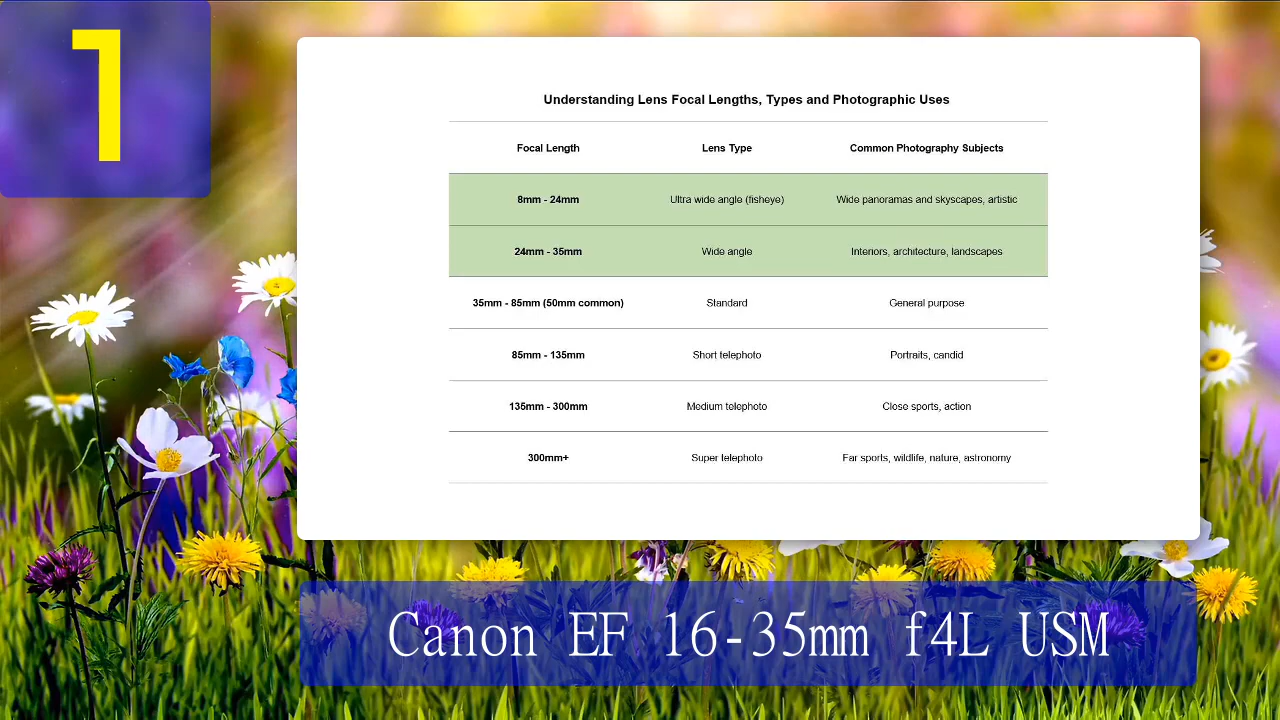 1
Understanding Lens Focal Lengths, Types and Photographic Uses
Focal Length Lens Type Common Photography Subjects
8mm - 24mm Ultra wide angle (fisheye) Wide panoramas and skyscapes, artistic
24mm - 35mm Wide angle Interiors, architecture, landscapes
35mm - 85mm (50mm common) Standard General purpose
85mm - 135mm Short telephoto Portraits, candid
135mm - 300mm Medium telephoto Close sports, action
300mm+ Super telephoto Far sports, wildlife, nature, astronomy
Canon EF 16-35mm f4L USM